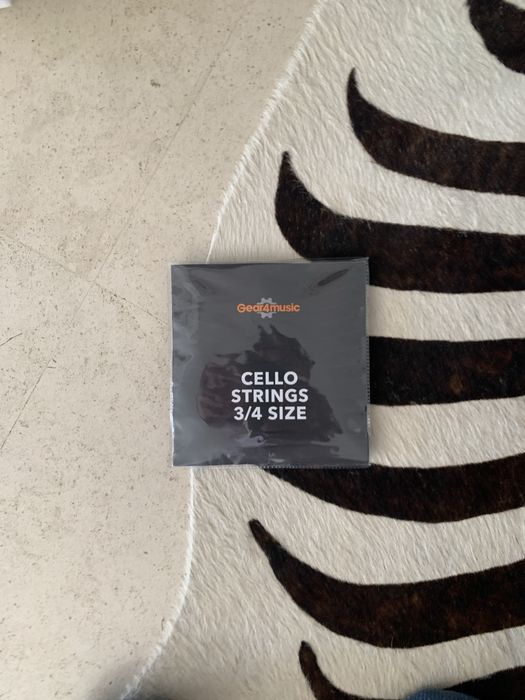 Gear4music
CELLO
STRINGS
3/4 SIZE